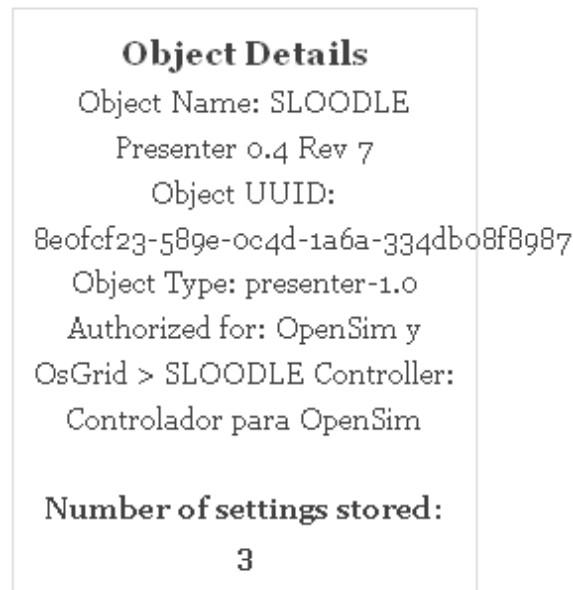 Object Details
Object Name: SLOODLE
Presenter 0.4 Rev 7
Object UUID:
8e0fcf23-589e-0c4d-1a6a-334db08f8987
Object Type: presenter-1.0
Authorized for: OpenSim y
OsGrid > SLOODLE Controller:
Controlador para OpenSim
Number of settings stored:
3